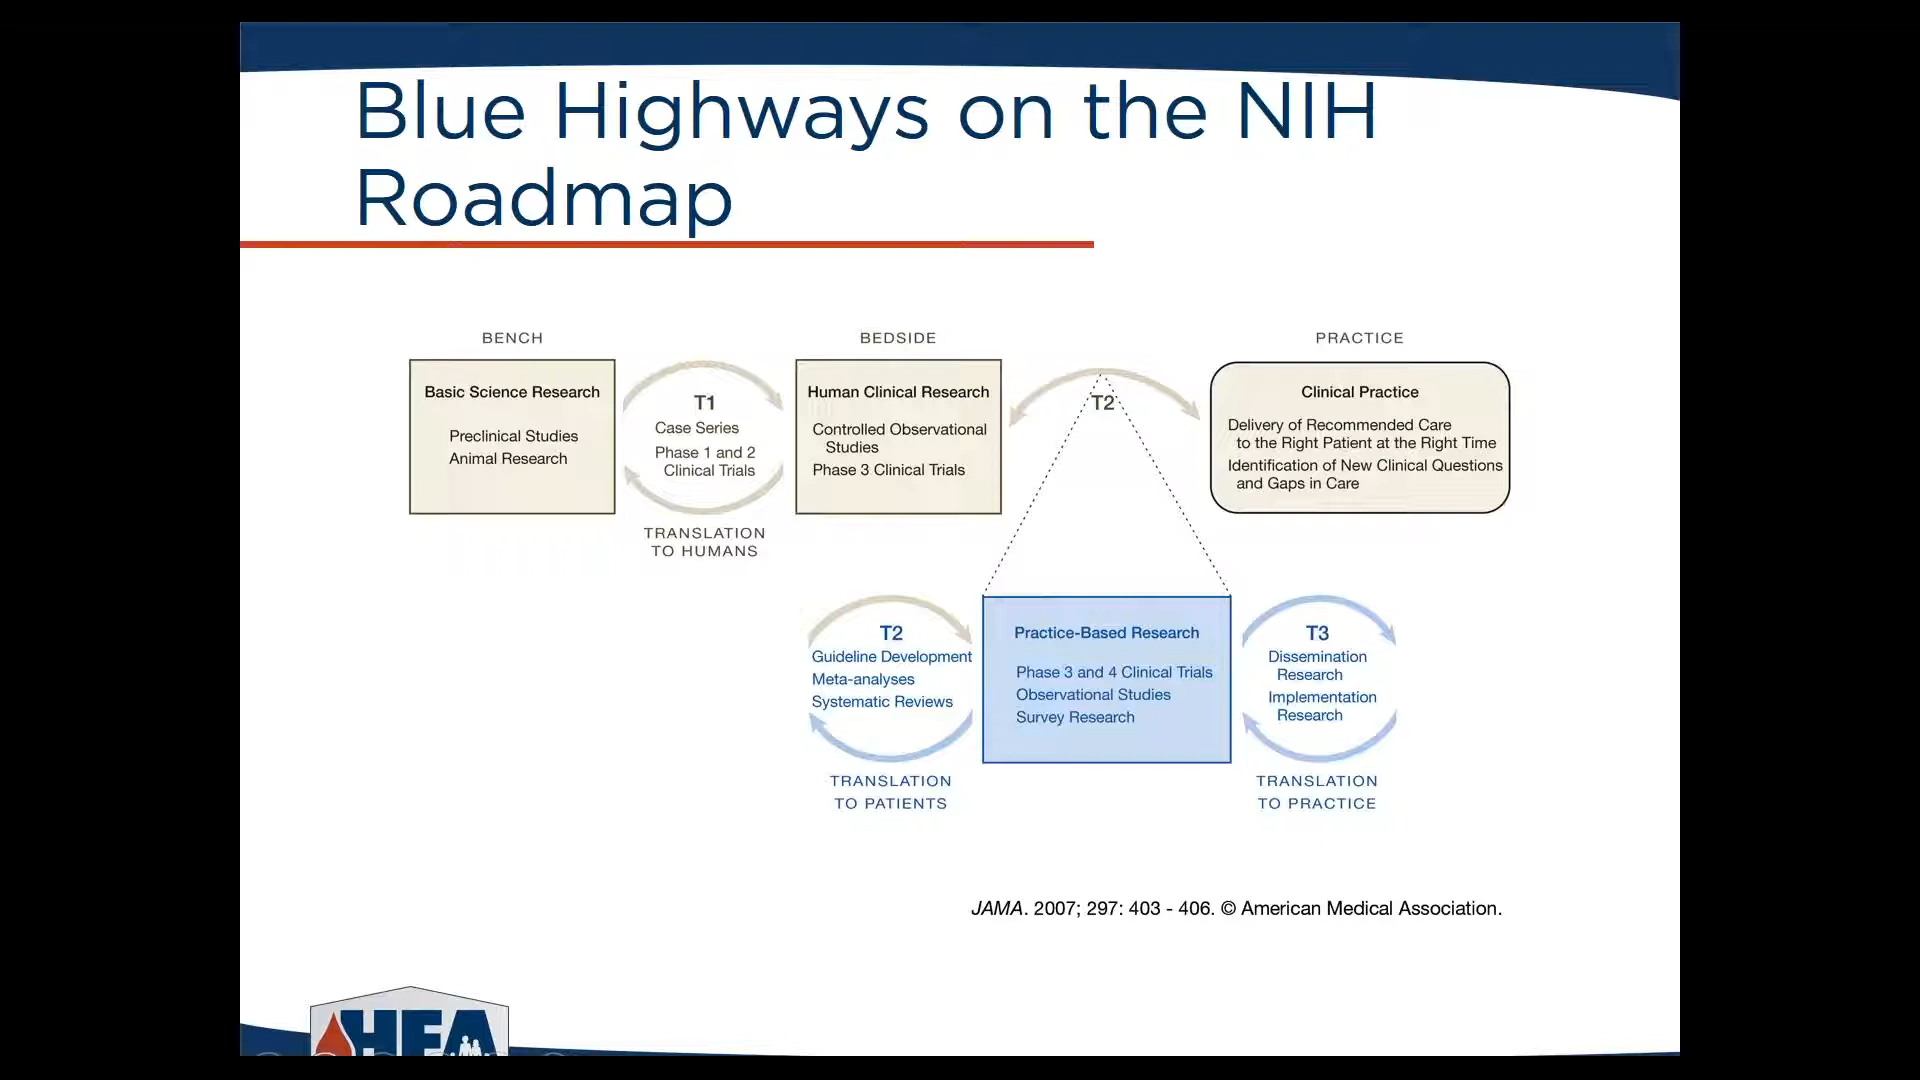 Blue Highways on the NIH
Roadmap
BENCH
Basic Science Research
Preclinical Studies
Animal Research
T1
Case Series
Phase 1 and 2
Clinical Trials
TRANSLATION
TO HUMANS
BEDSIDE
Human Clinical Research
Controlled Observational
Studies
Phase 3 Clinical Trials
T2
PRACTICE
Clinical Practice
Delivery of Recommended Care
to the Right Patient at the Right Time
Identification of New Clinical Questions
and Gaps in Care
T2
Guideline Development
Meta-analyses
Systematic Reviews
TRANSLATION
TO PATIENTS
Practice-Based Research
Phase 3 and 4 Clinical Trials
Observational Studies
Survey Research
T3
Dissemination
Research
Implementation
Research
TRANSLATION
TO PRACTICE
JAMA. 2007; 297: 403 - 406. © American Medical Association.
HFA